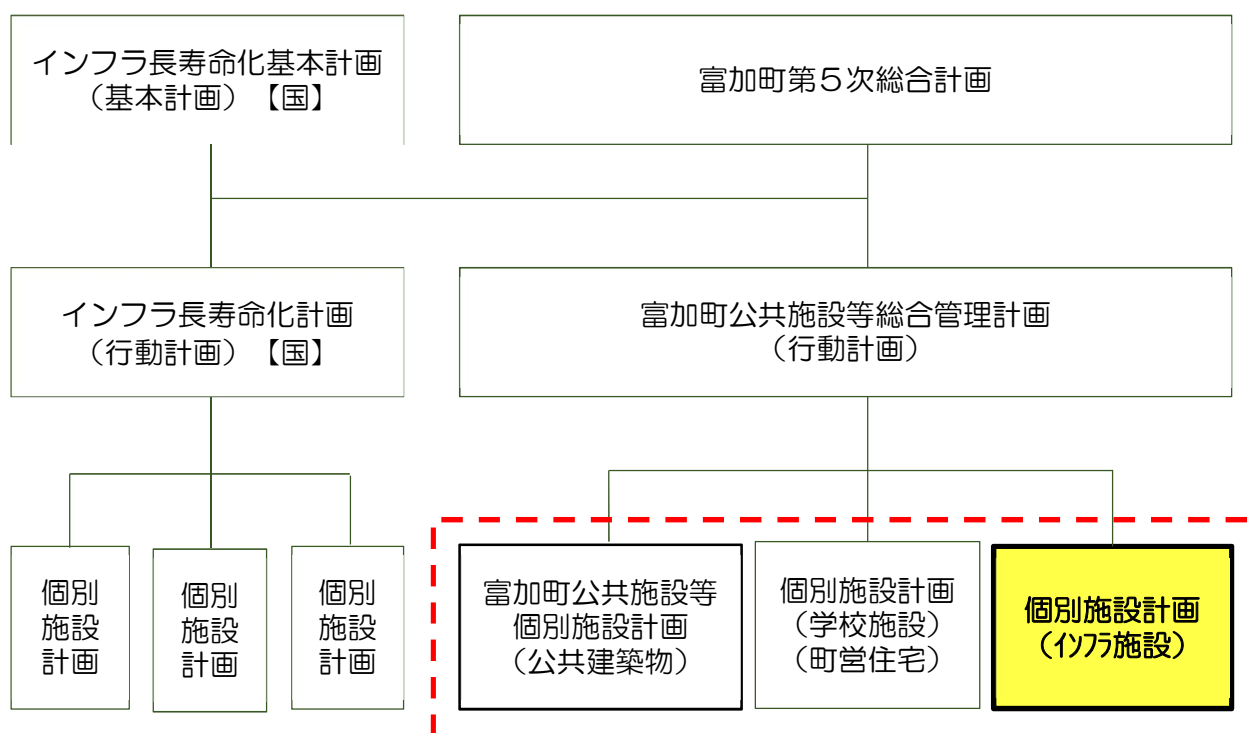 インフラ長寿命化基本計画
（基本計画）【国】
富加町第５次総合計画
インフラ長寿命化計画
（行動計画）【国】
富加町公共施設等総合管理計画
（行動計画）
個別
施設
計画
個別
施設
計画
個別
施設
計画
富加町公共施設等
個別施設計画
（公共建築物）
個別施設計画
（学校施設）
（町営住宅）
個別施設計画
（ｲﾝﾌﾗ施設）